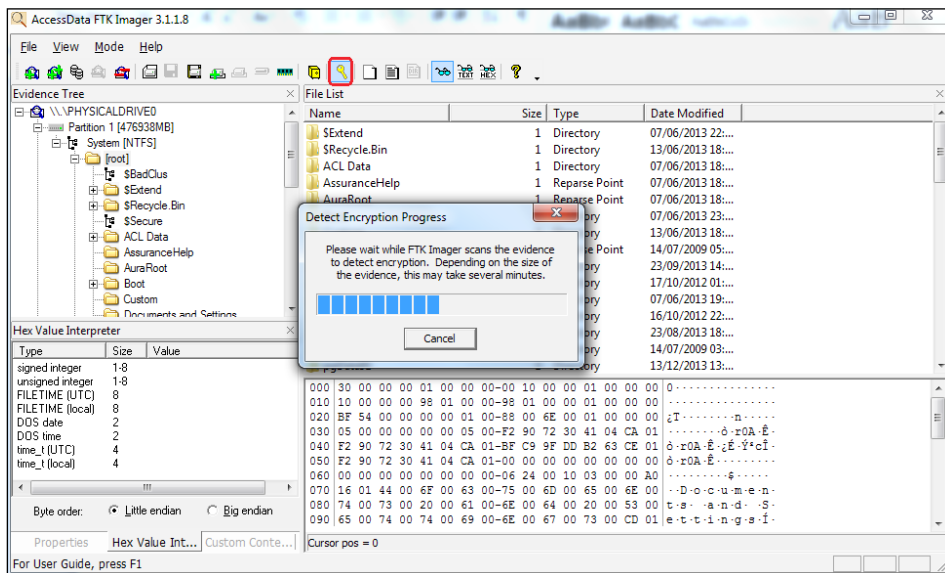 AccessData FTK Imager 3.1.1.8
File View Mode Help
Evidence Tree
\\.\PHYSICALDRIVE0
Partition 1 [476938MB]
System [NTFS]
[root]
$BadClus
$Extend
$Recycle.Bin
$Secure
ACL Data
AssuranceHelp
AuraRoot
Boot
Custom
Documents and Settings
File List
Name Size Type Date Modified
$Extend 1 Directory 07/06/2013 22:...
$Recycle.Bin 1 Directory 13/06/2013 18:...
ACL Data 1 Directory 07/06/2013 18:...
AssuranceHelp 1 Reparse Point 07/06/2013 18:...
AuraRoot 1 Reparse Point 07/06/2013 18:...
ory 07/06/2013 23:...
ory 13/06/2013 18:...
se Point 14/07/2009 05:...
ory 23/09/2013 14:...
ory 17/10/2012 01:...
ory 07/06/2013 19:...
ory 16/10/2012 22:...
ory 23/08/2013 18:...
ory 14/07/2009 03:...
ory 13/12/2013 13:...
Detect Encryption Progress
Please wait while FTK Imager scans the evidence
to detect encryption. Depending on the size of
the evidence, this may take several minutes.
Cancel
Hex Value Interpreter
Type Size Value
signed integer 1-8
unsigned integer 1-8
FILETIME (UTC) 8
FILETIME (local) 8
DOS date 2
DOS time 2
time_t (UTC) 4
time_t (local) 4
Byte order: Little endian Big endian
Properties Hex Value Int... Custom Conte...
000 30 00 00 00 01 00 00 00-00 10 00 00 01 00 00 00 0···············
010 10 00 00 00 98 01 00 00-98 01 00 00 00 00 00 00 ················
020 BF 54 00 00 00 00 01 00-88 00 6E 00 01 00 00 00 ¿T········n·····
030 05 00 00 00 00 00 05 00-F2 90 72 30 41 04 CA 01 ········ò·r0A·Ê·
040 F2 90 72 30 41 04 CA 01-BF C9 9F DD B2 63 CE 01 ò·r0A·Ê·¿É·Ý²cÎ·
050 F2 90 72 30 41 04 CA 01-00 00 00 00 00 00 00 00 ò·r0A·Ê·········
060 00 00 00 00 00 00 00 00-06 24 00 10 03 00 00 A0 ·········$······
070 16 01 44 00 6F 00 63 00-75 00 6D 00 65 00 6E 00 ··D·o·c·u·m·e·n·
080 74 00 73 00 20 00 61 00-6E 00 64 00 20 00 53 00 t·s· ·a·n·d· ·S·
090 65 00 74 00 74 00 69 00-6E 00 67 00 73 00 CD 01 e·t·t·i·n·g·s·Í·
Cursor pos = 0
For User Guide, press F1